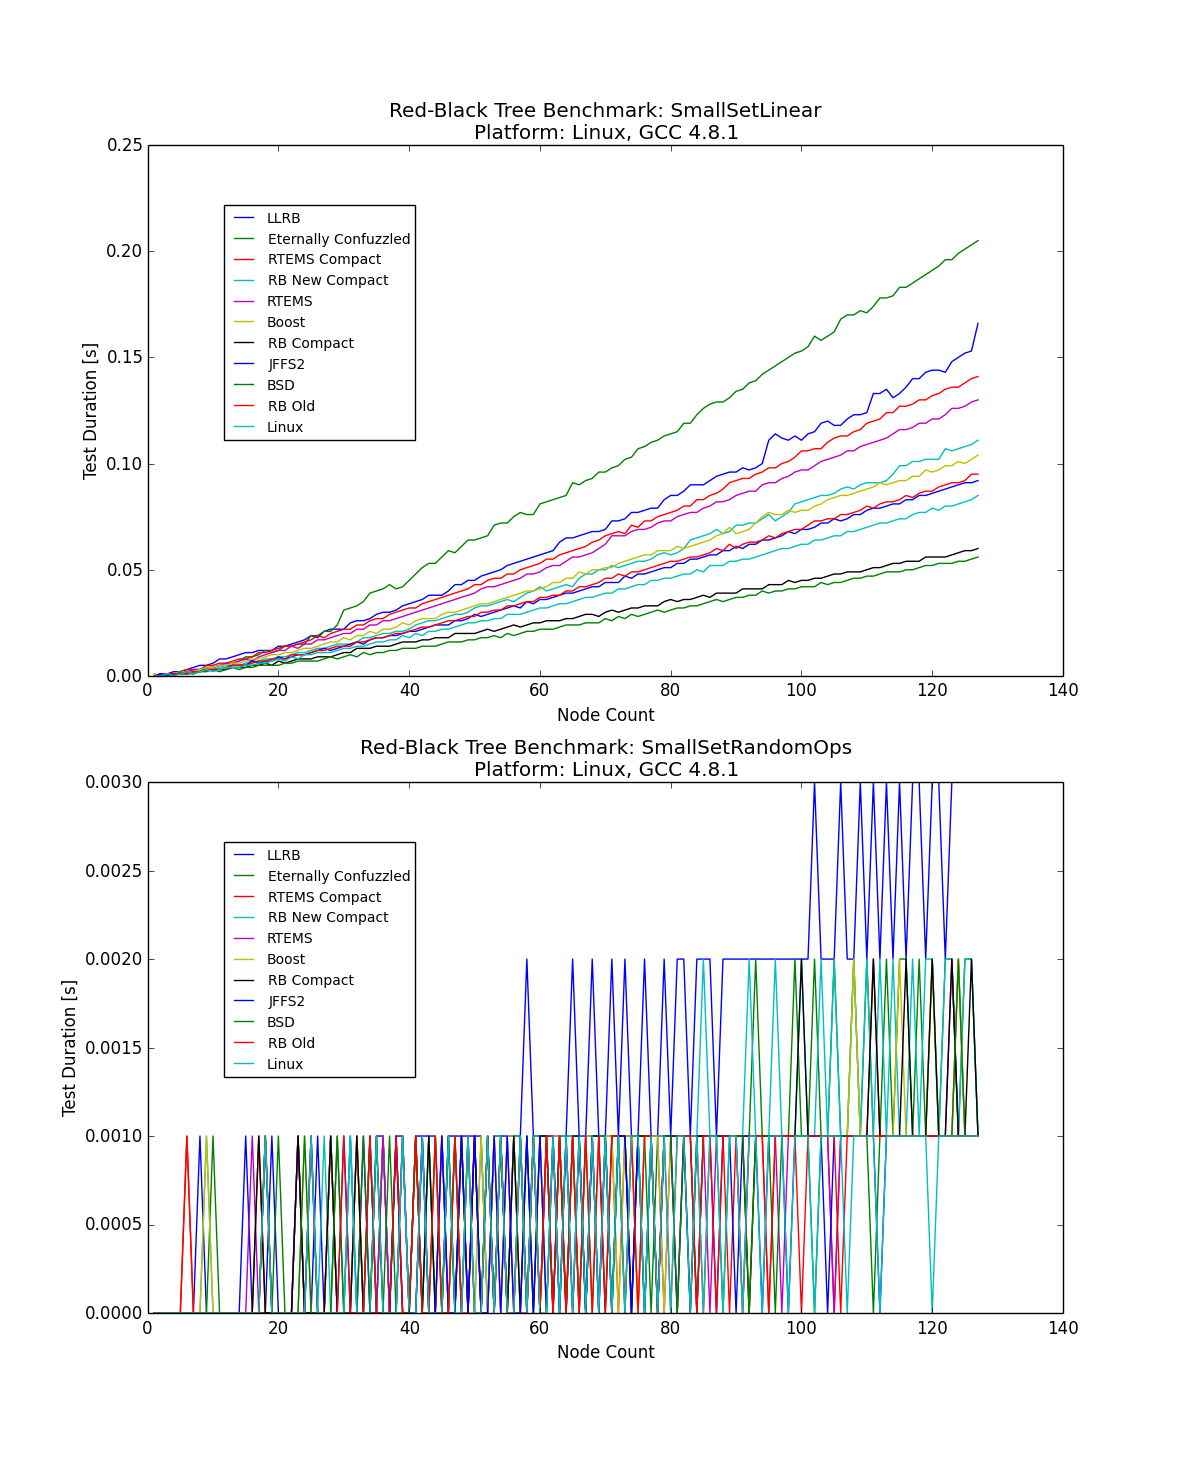 Red-Black Tree Benchmark: SmallSetLinear
Platform: Linux, GCC 4.8.1
0.25
0.20
0.15
0.10
0.05
0.00
Test Duration [s]
LLRB
Eternally Confuzzled
RTEMS Compact
RB New Compact
RTEMS
Boost
RB Compact
JFFS2
BSD
RB Old
Linux
0 20 40 60 80 100 120 140
Node Count
Red-Black Tree Benchmark: SmallSetRandomOps
Platform: Linux, GCC 4.8.1
0.0030
0.0025
0.0020
0.0015
0.0010
0.0005
0.0000
Test Duration [s]
LLRB
Eternally Confuzzled
RTEMS Compact
RB New Compact
RTEMS
Boost
RB Compact
JFFS2
BSD
RB Old
Linux
0 20 40 60 80 100 120 140
Node Count